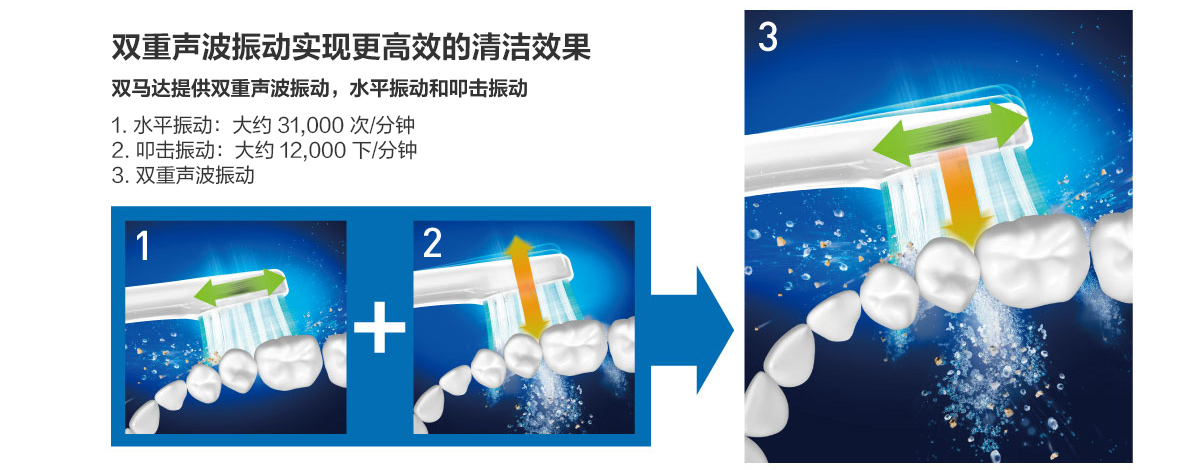 双重声波振动实现更高效的清洁效果
双马达提供双重声波振动，水平振动和叩击振动
1. 水平振动：大约 31,000 次/分钟
2. 叩击振动：大约 12,000 下/分钟
3. 双重声波振动
1
2
3